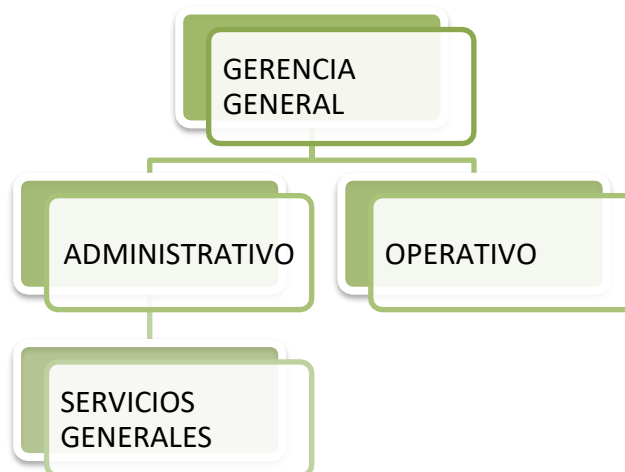 GERENCIA
GENERAL
ADMINISTRATIVO
OPERATIVO
SERVICIOS
GENERALES